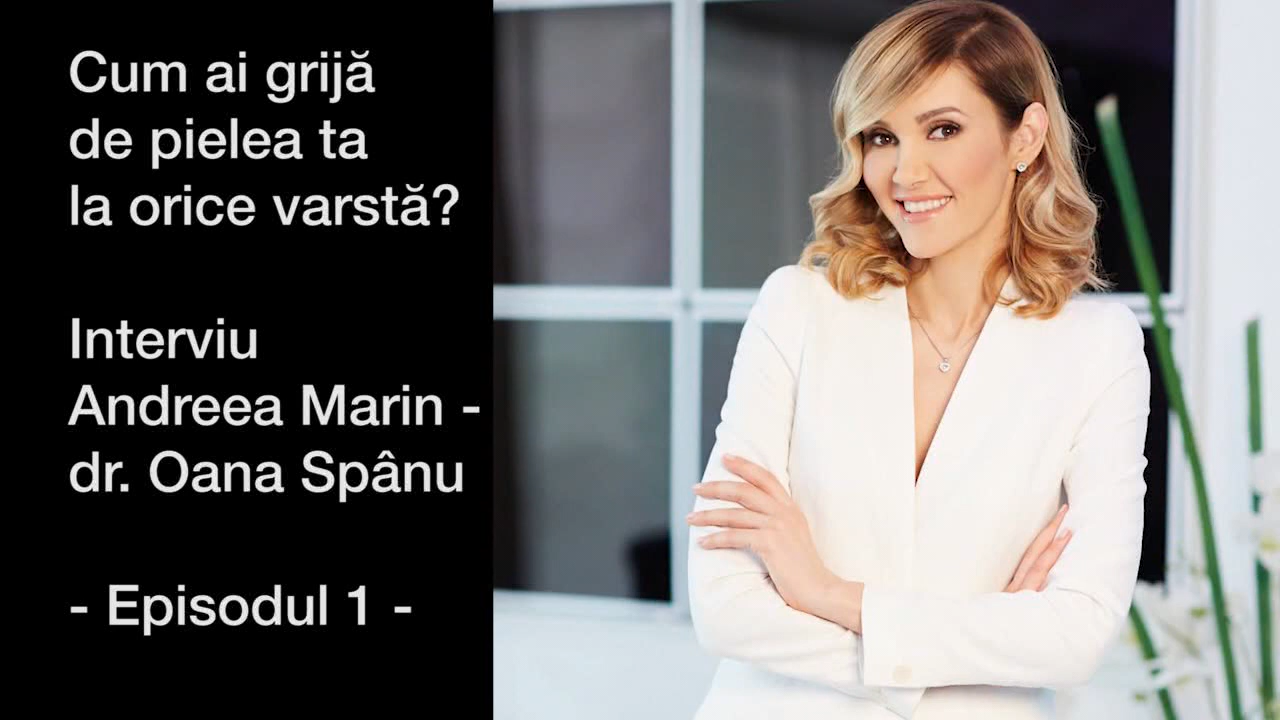 Cum ai grijă
de pielea ta
la orice varstă?
Interviu
Andreea Marin -
dr. Oana Spânu
- Episodul 1 -